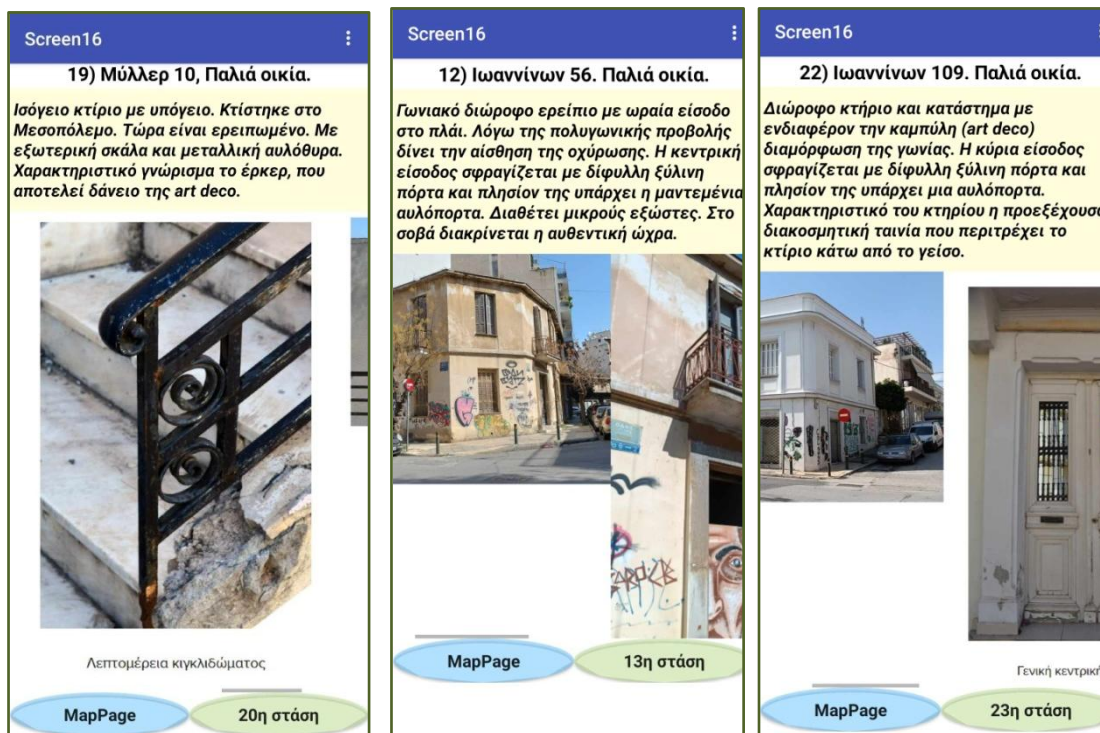 Screen16
19) Μύλλερ 10, Παλιά οικία.
Ισόγειο κτίριο με υπόγειο. Κτίστηκε στο
Μεσοπόλεμο. Τώρα είναι ερειπωμένο. Με
εξωτερική σκάλα και μεταλλική αυλόθυρα.
Χαρακτηριστικό γνώρισμα το έρκερ, που
αποτελεί δάνειο της art deco.
Λεπτομέρεια κιγκλιδώματος
MapPage
20η στάση
Screen16
12) Ιωαννίνων 56. Παλιά οικία.
Γωνιακό διώροφο ερείπιο με ωραία είσοδο
στο πλάι. Λόγω της πολυγωνικής προβολής
δίνει την αίσθηση της οχύρωσης. Η κεντρική
είσοδος σφραγίζεται με δίφυλλη ξύλινη
πόρτα και πλησίον της υπάρχει η μαντεμένια
αυλόπορτα. Διαθέτει μικρούς εξώστες. Στο
σοβά διακρίνεται η αυθεντική ώχρα.
MapPage
13η στάση
Screen16
22) Ιωαννίνων 109. Παλιά οικία.
Διώροφο κτήριο και κατάστημα με
ενδιαφέρον την καμπύλη (art deco)
διαμόρφωση της γωνίας. Η κύρια είσοδος
σφραγίζεται με δίφυλλη ξύλινη πόρτα και
πλησίον της υπάρχει μια αυλόπορτα.
Χαρακτηριστικό του κτηρίου η προεξέχουσα
διακοσμητική ταινία που περιτρέχει το
κτίριο κάτω από το γείσο.
Γενική κεντρική
MapPage
23η στάση